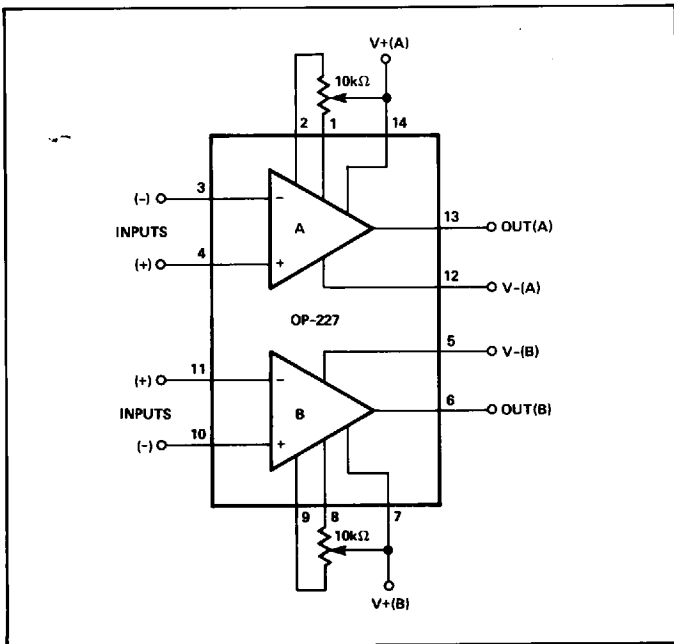 V+(A)
10kΩ
2 1 14
(-) 3 -
13 OUT(A)
INPUTS A
(+) 4 +
12 V-(A)
OP-227
5 V-(B)
(+) 11 -
6 OUT(B)
INPUTS B
(-) 10 +
9 8 7
10kΩ
V+(B)